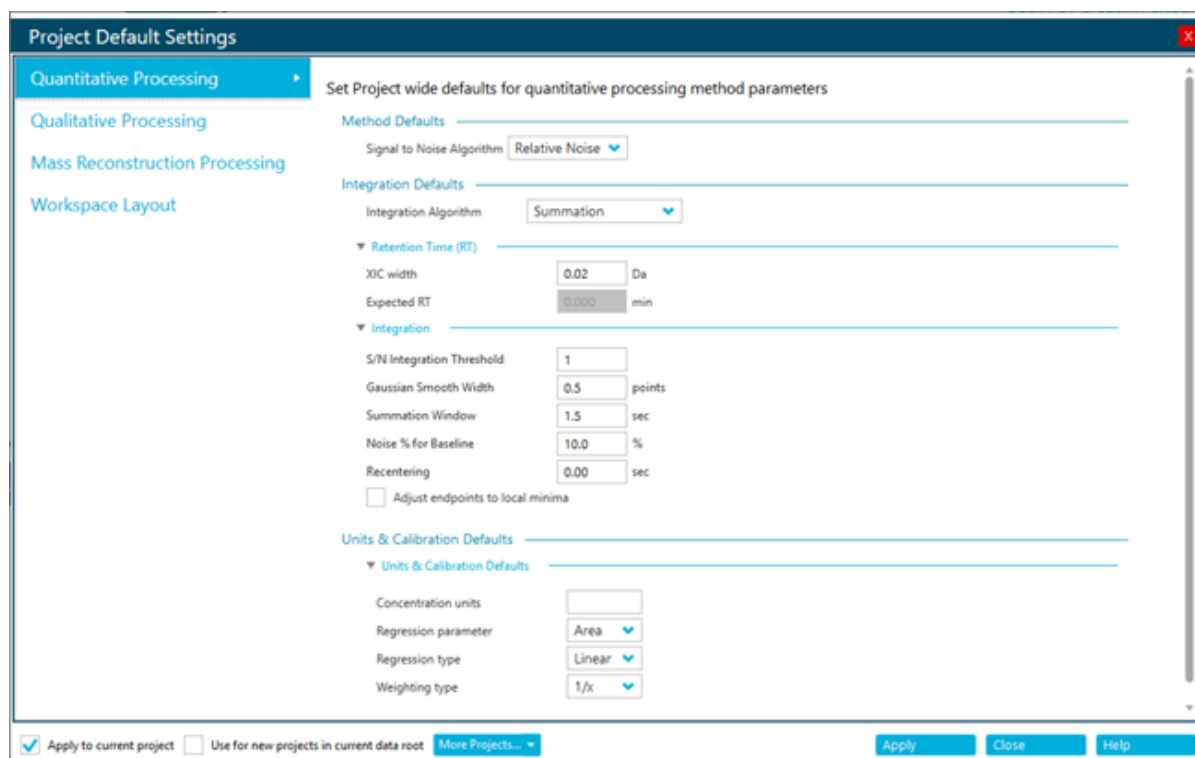 Project Default Settings
X
Quantitative Processing
Qualitative Processing
Mass Reconstruction Processing
Workspace Layout
Set Project wide defaults for quantitative processing method parameters
Method Defaults
Signal to Noise Algorithm Relative Noise
Integration Defaults
Integration Algorithm Summation
Retention Time (RT)
XIC width 0.02 Da
Expected RT 0.000 min
Integration
S/N Integration Threshold 1
Gaussian Smooth Width 0.5 points
Summation Window 1.5 sec
Noise % for Baseline 10.0 %
Recentering 0.00 sec
Adjust endpoints to local minima
Units & Calibration Defaults
Units & Calibration Defaults
Concentration units
Regression parameter Area
Regression type Linear
Weighting type 1/x
Apply to current project Use for new projects in current data root More Projects... Apply Close Help